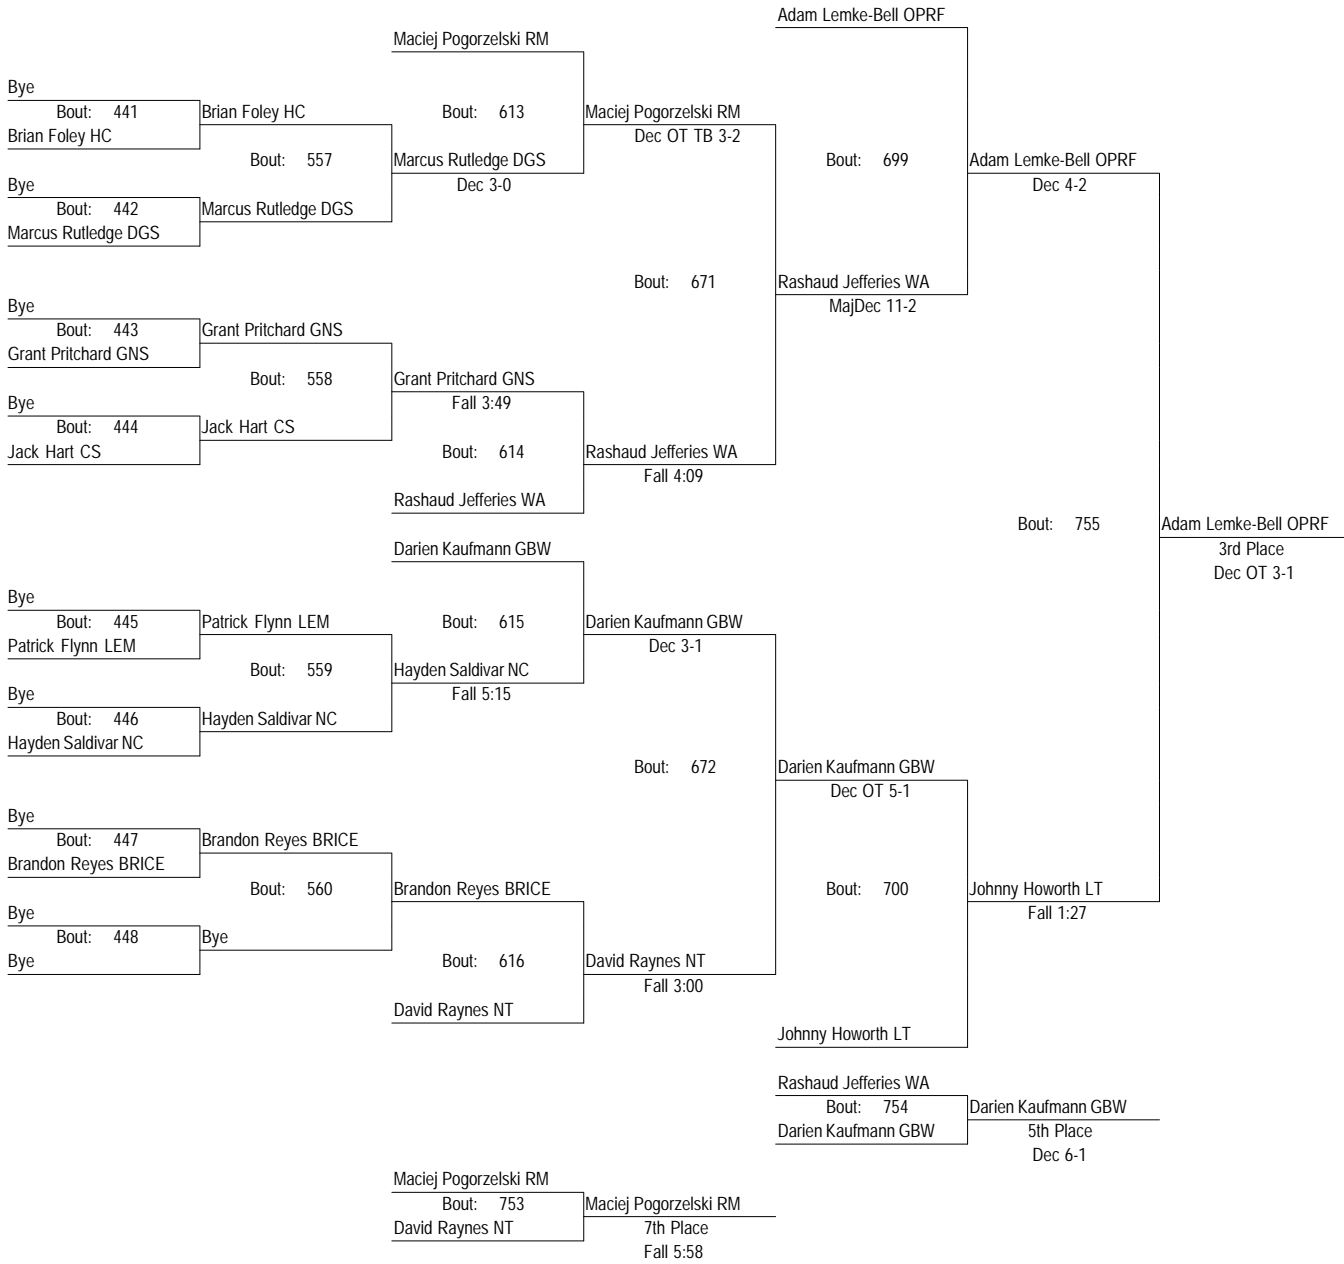 Adam Lemke-Bell OPRF
Maciej Pogorzelski RM
Bye
Bout: 441
Brian Foley HC
Brian Foley HC
Bout: 613
Maciej Pogorzelski RM
Dec OT TB 3-2
Bout: 557
Marcus Rutledge DGS
Dec 3-0
Bout: 699
Adam Lemke-Bell OPRF
Dec 4-2
Bye
Bout: 442
Marcus Rutledge DGS
Marcus Rutledge DGS
Bout: 671
Rashaud Jefferies WA
MajDec 11-2
Bye
Bout: 443
Grant Pritchard GNS
Grant Pritchard GNS
Bout: 558
Grant Pritchard GNS
Fall 3:49
Bye
Bout: 444
Jack Hart CS
Jack Hart CS
Bout: 614
Rashaud Jefferies WA
Fall 4:09
Rashaud Jefferies WA
Bout: 755
Adam Lemke-Bell OPRF
3rd Place
Dec OT 3-1
Darien Kaufmann GBW
Bye
Bout: 445
Patrick Flynn LEM
Patrick Flynn LEM
Bout: 615
Darien Kaufmann GBW
Dec 3-1
Bout: 559
Hayden Saldivar NC
Fall 5:15
Bye
Bout: 446
Hayden Saldivar NC
Hayden Saldivar NC
Bout: 672
Darien Kaufmann GBW
Dec OT 5-1
Bye
Bout: 447
Brandon Reyes BRICE
Brandon Reyes BRICE
Bout: 560
Brandon Reyes BRICE
Bout: 700
Johnny Howorth LT
Fall 1:27
Bye
Bout: 448
Bye
Bye
Bout: 616
David Raynes NT
Fall 3:00
David Raynes NT
Johnny Howorth LT
Rashaud Jefferies WA
Bout: 754
Darien Kaufmann GBW
Darien Kaufmann GBW
5th Place
Dec 6-1
Maciej Pogorzelski RM
Bout: 753
David Raynes NT
Maciej Pogorzelski RM
7th Place
Fall 5:58